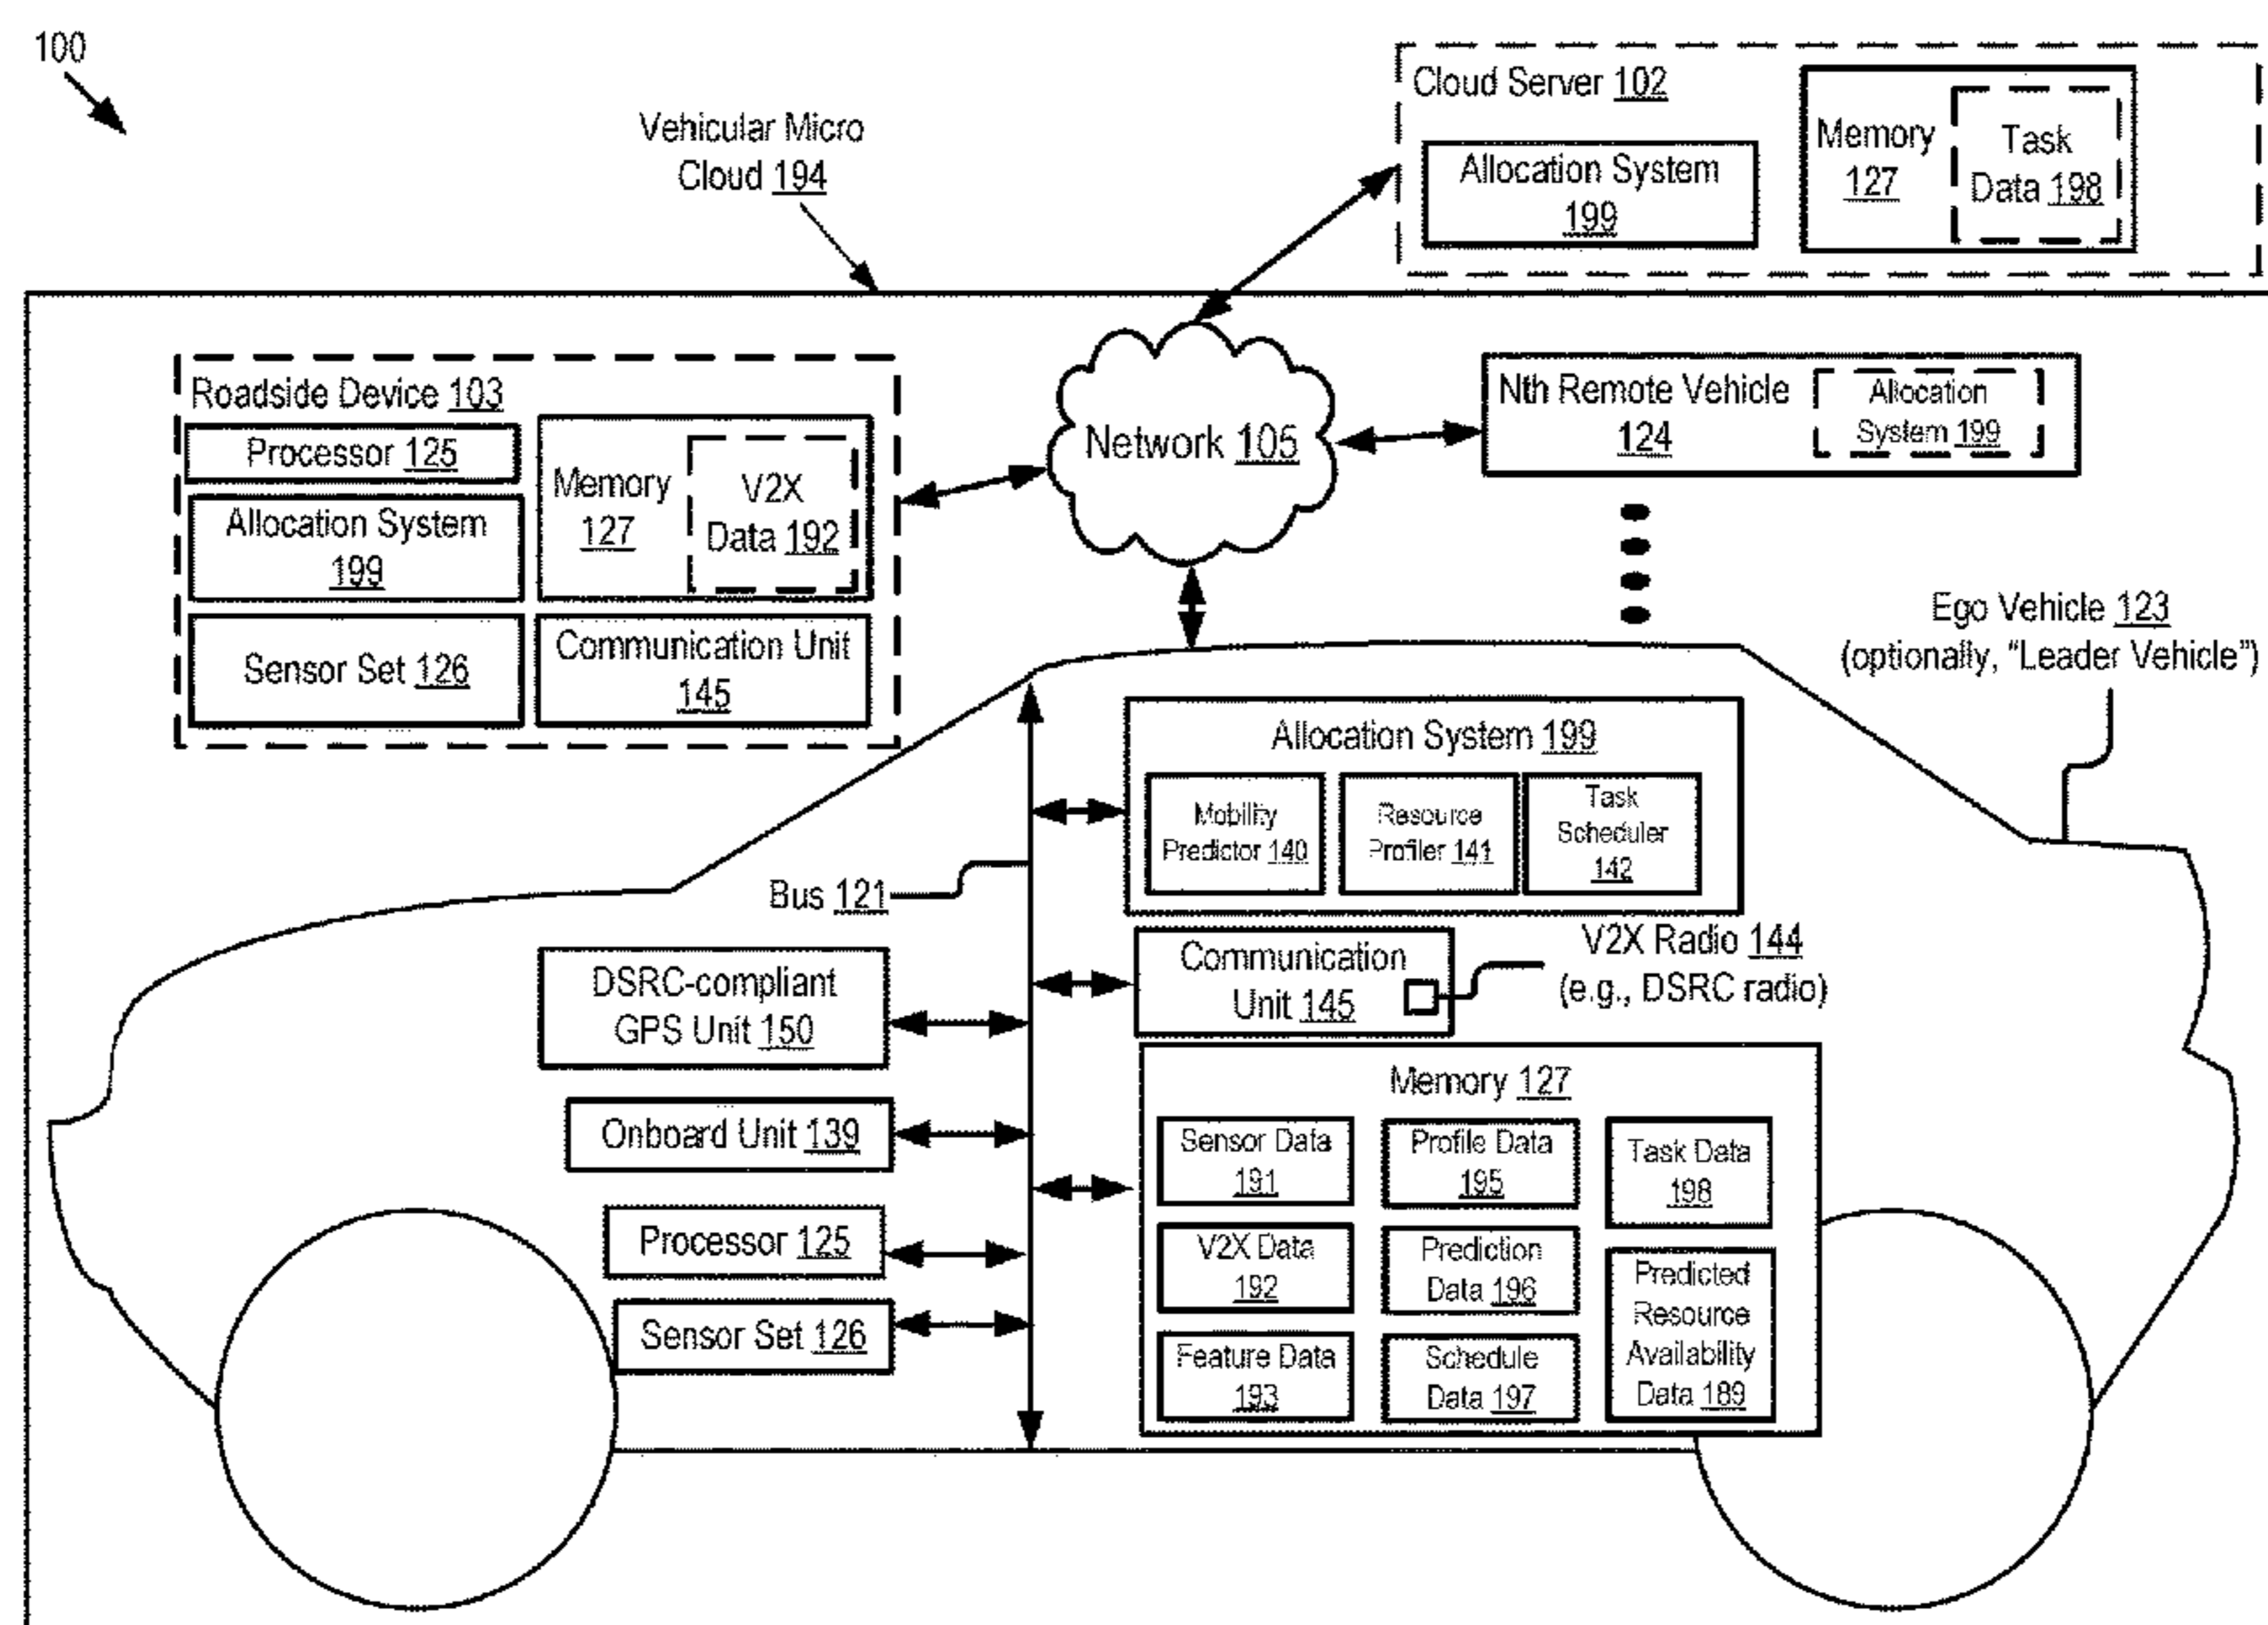 100
Vehicular Micro
Cloud 194
Cloud Server 102
Allocation System
199
Memory
127
Task
Data 198
Roadside Device 103
Processor 125
Allocation System
199
Sensor Set 126
Memory
127
V2X
Data 192
Communication Unit
145
Network 105
Nth Remote Vehicle
124
Allocation
System 199
Ego Vehicle 123
(optionally, “Leader Vehicle”)
Allocation System 199
Mobility
Predictor 140
Resource
Profiler 141
Task
Scheduler
142
Bus 121
Communication
Unit 145
V2X Radio 144
(e.g., DSRC radio)
DSRC-compliant
GPS Unit 150
Onboard Unit 139
Processor 125
Sensor Set 126
Memory 127
Sensor Data
191
Profile Data
195
Task Data
198
V2X Data
192
Prediction
Data 196
Predicted
Resource
Availability
Data 189
Feature Data
193
Schedule
Data 197